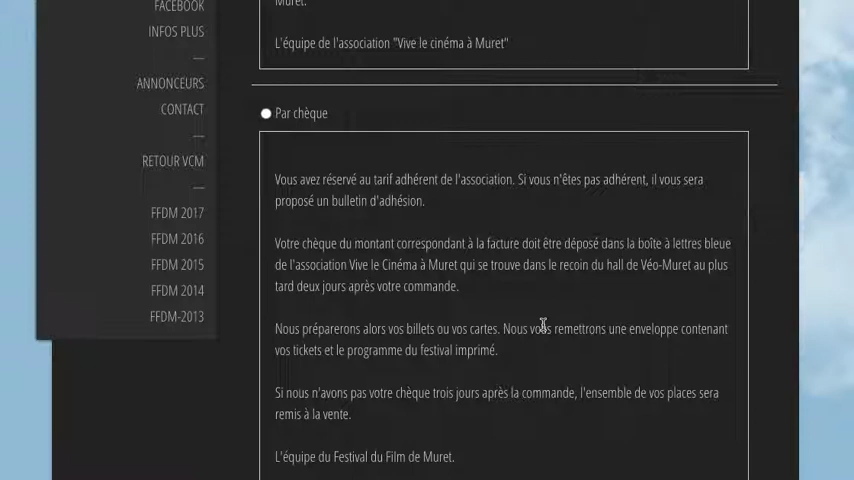 FACEBOOK
INFOS PLUS
—
ANNONCEURS
CONTACT
—
RETOUR VCM
—
FFDM 2017
FFDM 2016
FFDM 2015
FFDM 2014
FFDM-2013
Muret.
L'équipe de l'association "Vive le cinéma à Muret"
Par chèque
Vous avez réservé au tarif adhérent de l'association. Si vous n'êtes pas adhérent, il vous sera
proposé un bulletin d'adhésion.
Votre chèque du montant correspondant à la facture doit être déposé dans la boîte à lettres bleue
de l'association Vive le Cinéma à Muret qui se trouve dans le recoin du hall de Véo-Muret au plus
tard deux jours après votre commande.
Nous préparerons alors vos billets ou vos cartes. Nous vous remettrons une enveloppe contenant
vos tickets et le programme du festival imprimé.
Si nous n'avons pas votre chèque trois jours après la commande, l'ensemble de vos places sera
remis à la vente.
L'équipe du Festival du Film de Muret.